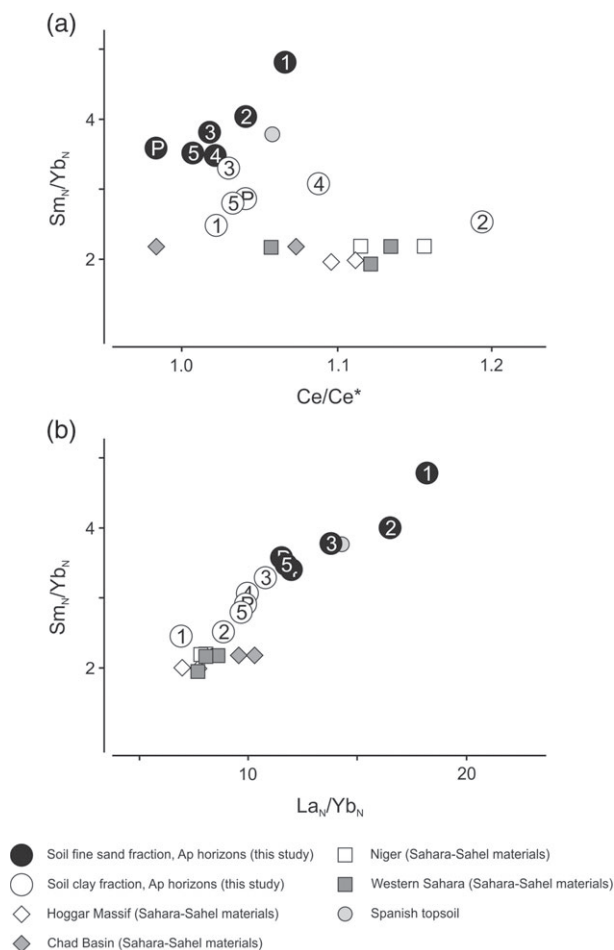 (a)
1
4
2
3
P
5
4
3
4
P
5
1
2
2
Sm_N/Yb_N
1.0
1.1
1.2
Ce/Ce*
(b)
1
4
2
3
5
3
4
5
1
2
2
Sm_N/Yb_N
10
20
La_N/Yb_N
Soil fine sand fraction, Ap horizons (this study)
Soil clay fraction, Ap horizons (this study)
Hoggar Massif (Sahara-Sahel materials)
Chad Basin (Sahara-Sahel materials)
Niger (Sahara-Sahel materials)
Western Sahara (Sahara-Sahel materials)
Spanish topsoil